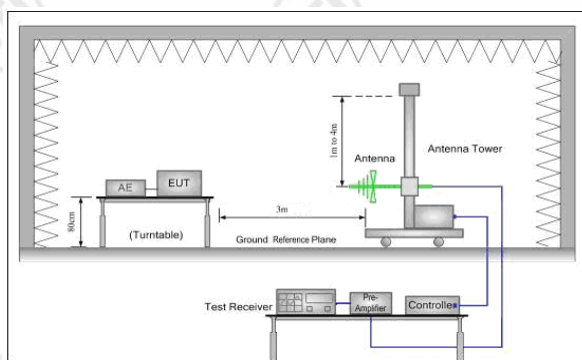 1m to 4m
Antenna
Antenna Tower
AE
EUT
80cm
(Turntable)
3m
Ground Reference Plane
Test Receiver
Pre-
Amplifier
Controller